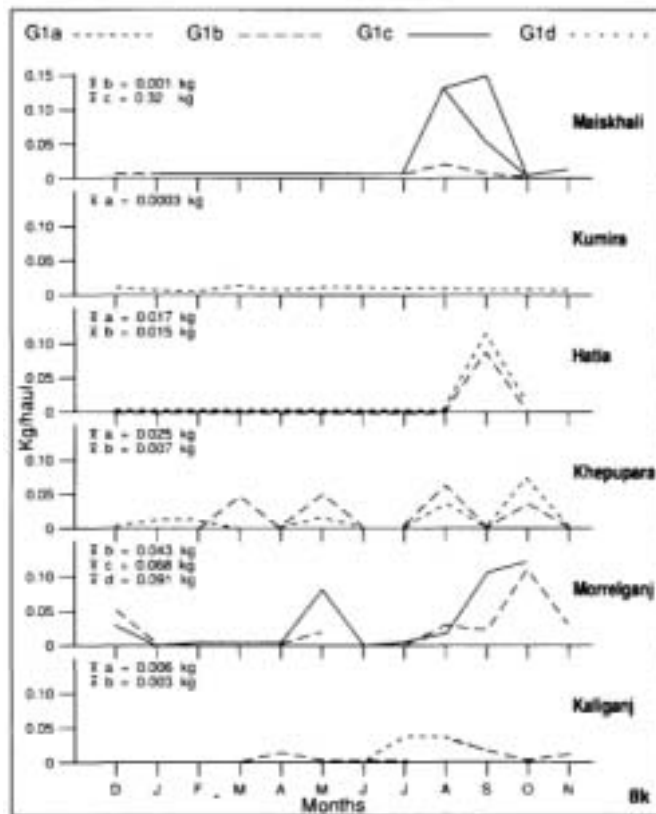 G1a G1b G1c G1d
0.15
x̄ b = 0.001 kg
x̄ c = 0.32 kg
0.10
Maiskhali
0.05
0
x̄ a = 0.0003 kg
0.10
Kumira
0.05
0
x̄ a = 0.017 kg
x̄ b = 0.015 kg
0.10
Hatia
0.05
0
Kg/haul
x̄ a = 0.025 kg
x̄ b = 0.007 kg
0.10
Khepupara
0.05
0
x̄ b = 0.043 kg
x̄ c = 0.068 kg
x̄ d = 0.091 kg
0.10
Morrelganj
0.05
0
x̄ a = 0.006 kg
x̄ b = 0.003 kg
0.10
Kaliganj
0.05
0
D J F M A M J J A S O N
Months
Bk